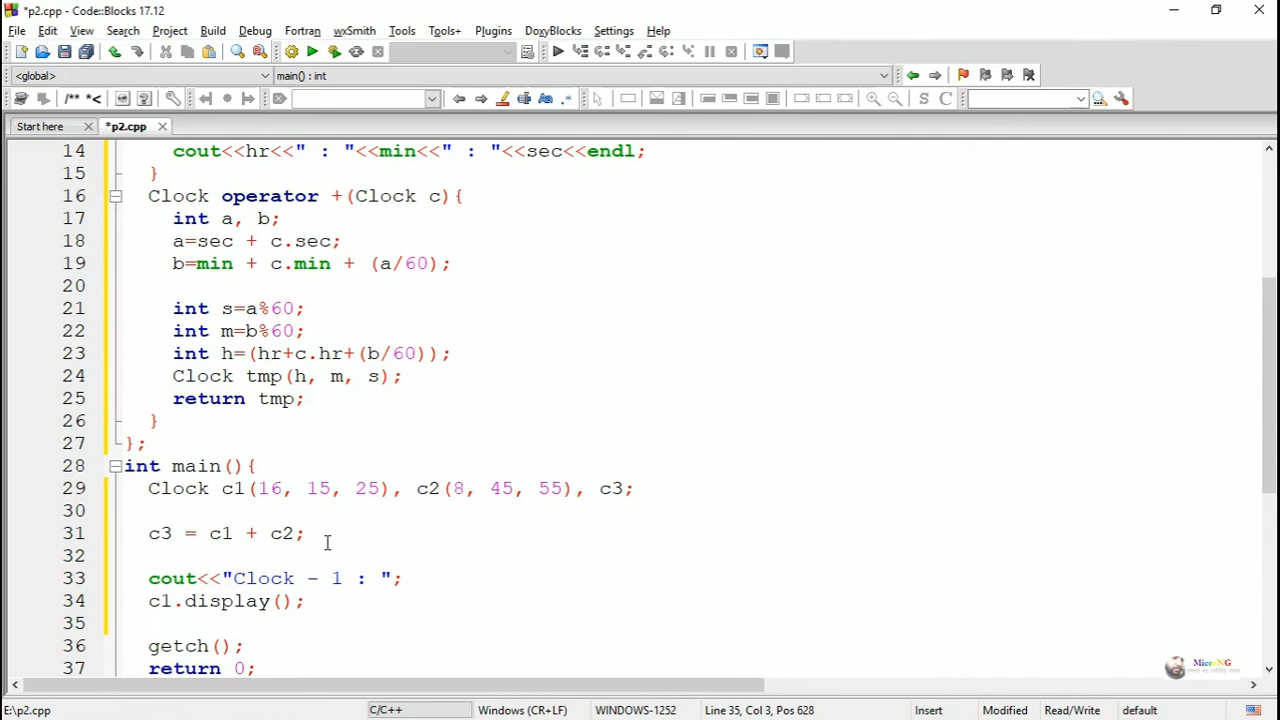 *p2.cpp - Code::Blocks 17.12
File Edit View Search Project Build Debug Fortran wxSmith Tools Tools+ Plugins DoxyBlocks Settings Help
<global> main() : int
/** *< S C
Start here *p2.cpp
14 cout<<hr<<" : "<<min<<" : "<<sec<<endl;
15 }
16 Clock operator +(Clock c){
17 int a, b;
18 a=sec + c.sec;
19 b=min + c.min + (a/60);
20
21 int s=a%60;
22 int m=b%60;
23 int h=(hr+c.hr+(b/60));
24 Clock tmp(h, m, s);
25 return tmp;
26 }
27 };
28 int main(){
29 Clock c1(16, 15, 25), c2(8, 45, 55), c3;
30
31 c3 = c1 + c2;
32
33 cout<<"Clock - 1 : ";
34 c1.display();
35
36 getch();
37 return 0;
MicroNG
E:\p2.cpp C/C++ Windows (CR+LF) WINDOWS-1252 Line 35, Col 3, Pos 628 Insert Modified Read/Write default